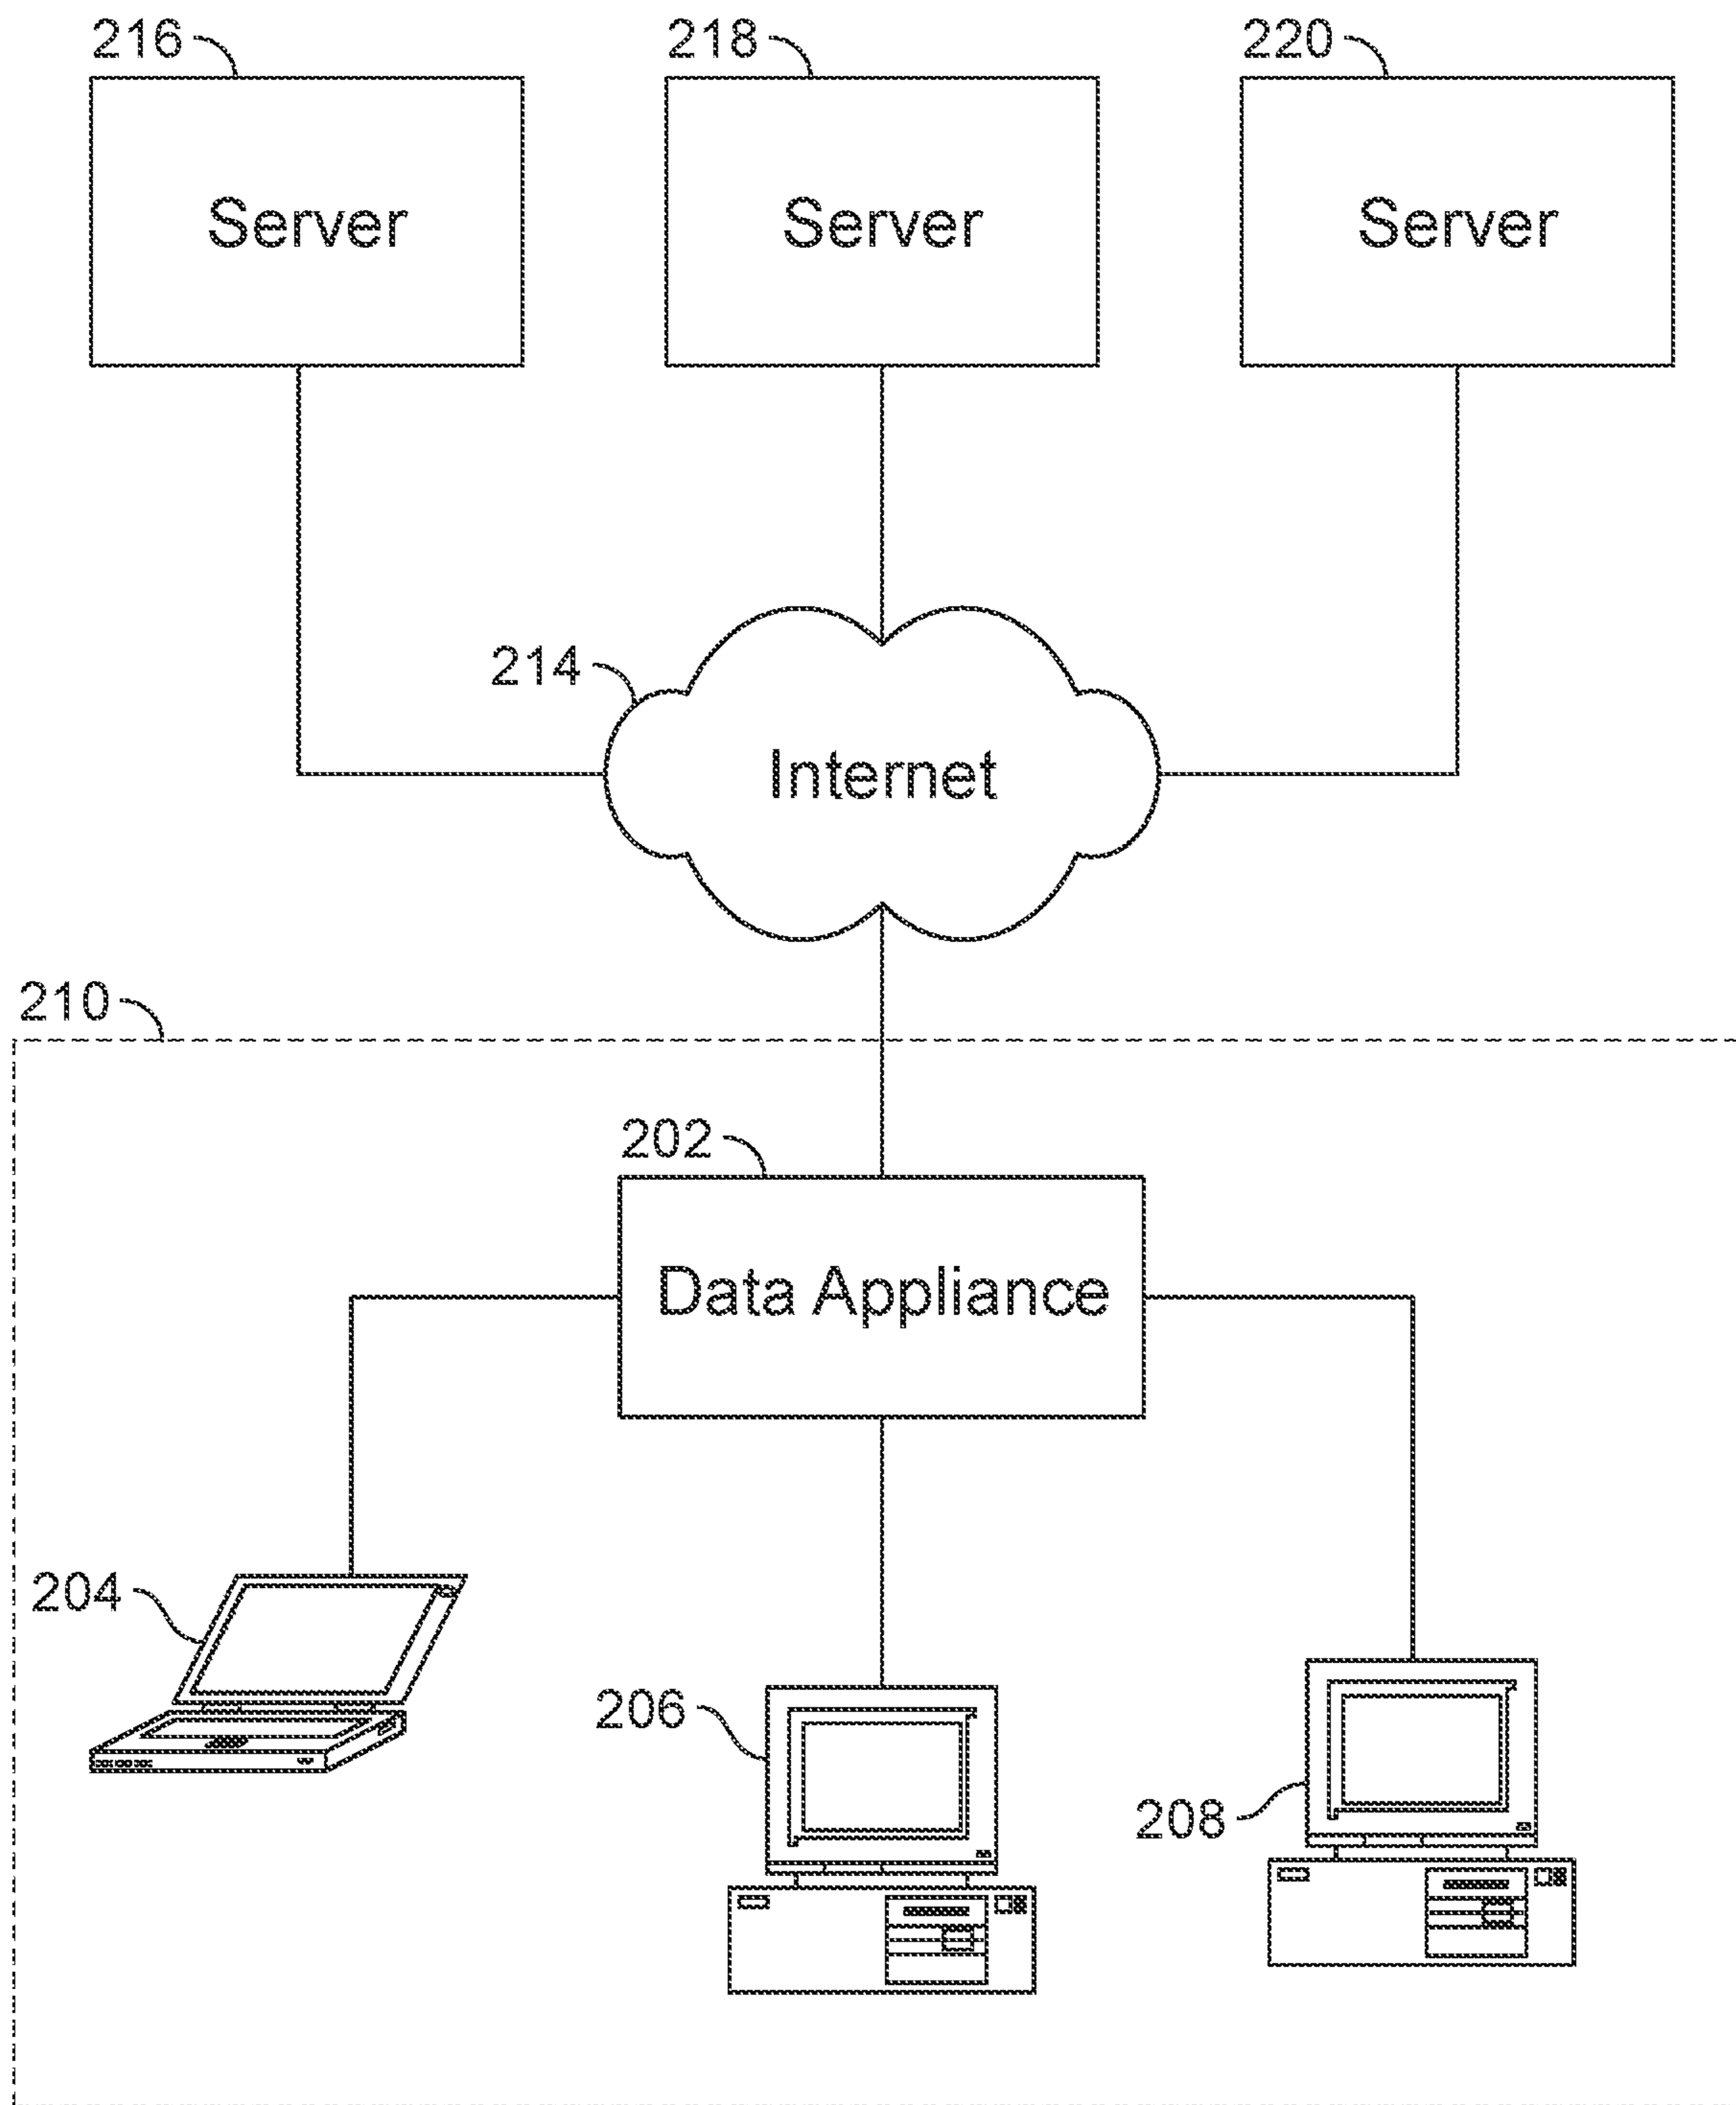 216
218
220
Server
Server
Server
214
Internet
210
202
Data Appliance
204
206
208